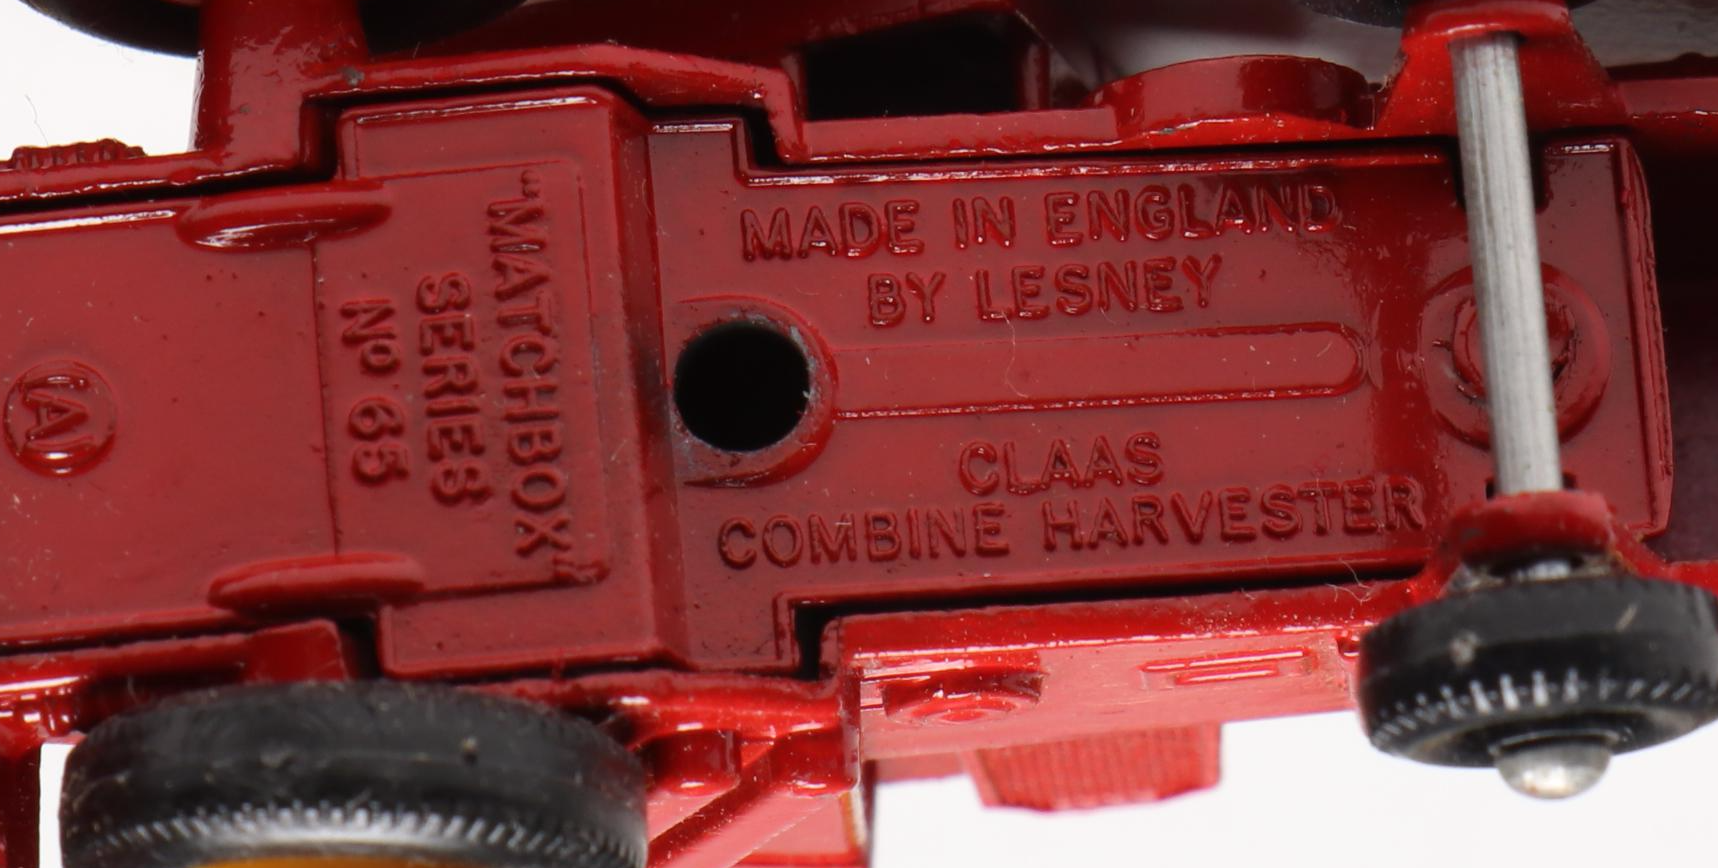 MADE IN ENGLAND
BY LESNEY
CLAAS
COMBINE HARVESTER
"MATCHBOX"
SERIES
Nº 65
A